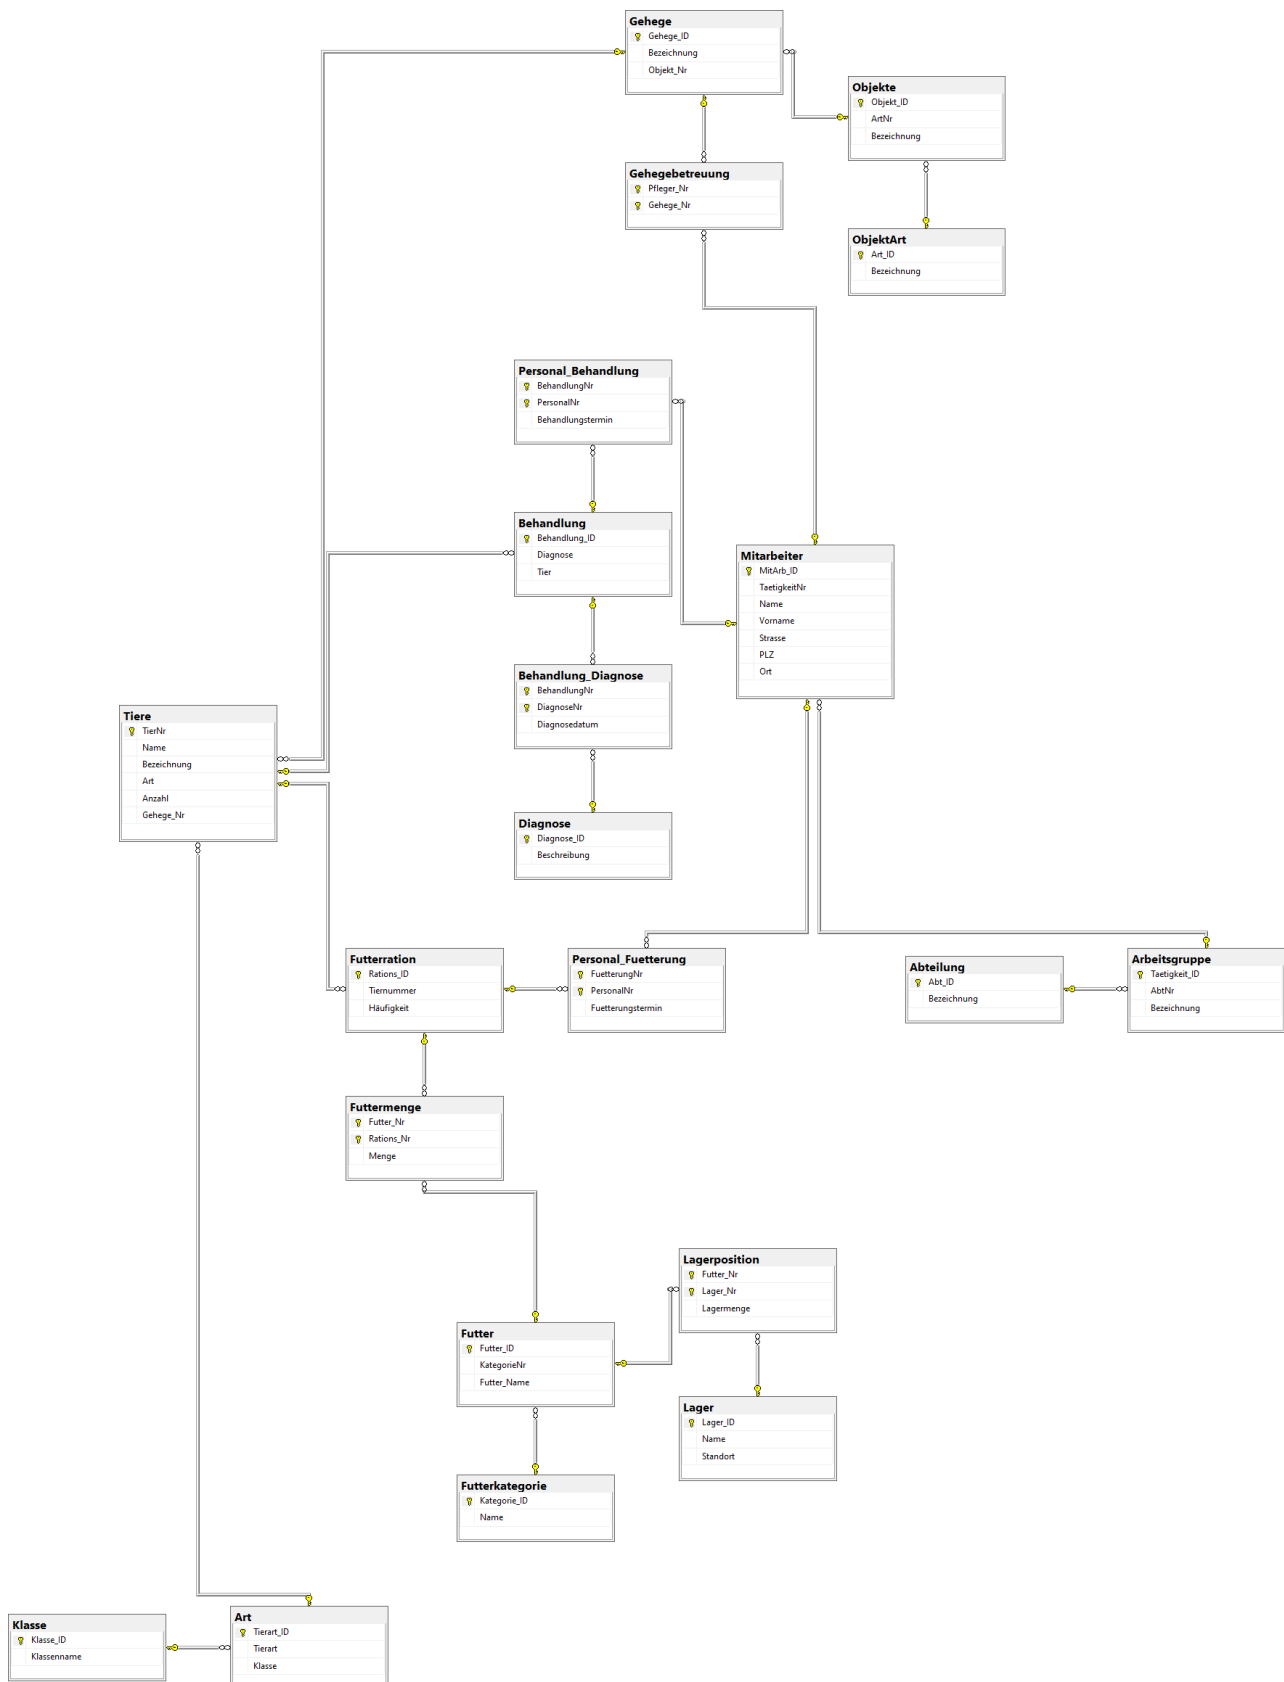 Gehege
Gehege_ID
Bezeichnung
Objekt_Nr
Objekte
Objekt_ID
ArtNr
Bezeichnung
Gehegebetreuung
Pfleger_Nr
Gehege_Nr
ObjektArt
Art_ID
Bezeichnung
Personal_Behandlung
BehandlungNr
PersonalNr
Behandlungstermin
Behandlung
Behandlung_ID
Diagnose
Tier
Mitarbeiter
MitArb_ID
TaetigkeitNr
Name
Vorname
Strasse
PLZ
Ort
Behandlung_Diagnose
BehandlungNr
DiagnoseNr
Diagnosedatum
Tiere
TierNr
Name
Bezeichnung
Art
Anzahl
Gehege_Nr
Diagnose
Diagnose_ID
Beschreibung
Futterration
Rations_ID
Tiernummer
Häufigkeit
Personal_Fuetterung
FuetterungNr
PersonalNr
Fuetterungstermin
Abteilung
Abt_ID
Bezeichnung
Arbeitsgruppe
Taetigkeit_ID
AbtNr
Bezeichnung
Futtermenge
Futter_Nr
Rations_Nr
Menge
Lagerposition
Futter_Nr
Lager_Nr
Lagermenge
Futter
Futter_ID
KategorieNr
Futter_Name
Lager
Lager_ID
Name
Standort
Futterkategorie
Kategorie_ID
Name
Klasse
Klasse_ID
Klassenname
Art
Tierart_ID
Tierart
Klasse